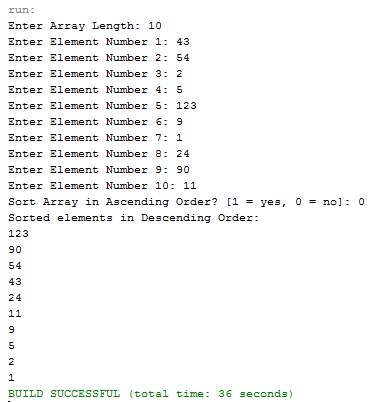 run:
Enter Array Length: 10
Enter Element Number 1: 43
Enter Element Number 2: 54
Enter Element Number 3: 2
Enter Element Number 4: 5
Enter Element Number 5: 123
Enter Element Number 6: 9
Enter Element Number 7: 1
Enter Element Number 8: 24
Enter Element Number 9: 90
Enter Element Number 10: 11
Sort Array in Ascending Order? [1 = yes, 0 = no]: 0
Sorted elements in Descending Order:
123
90
54
43
24
11
9
5
2
1
BUILD SUCCESSFUL (total time: 36 seconds)